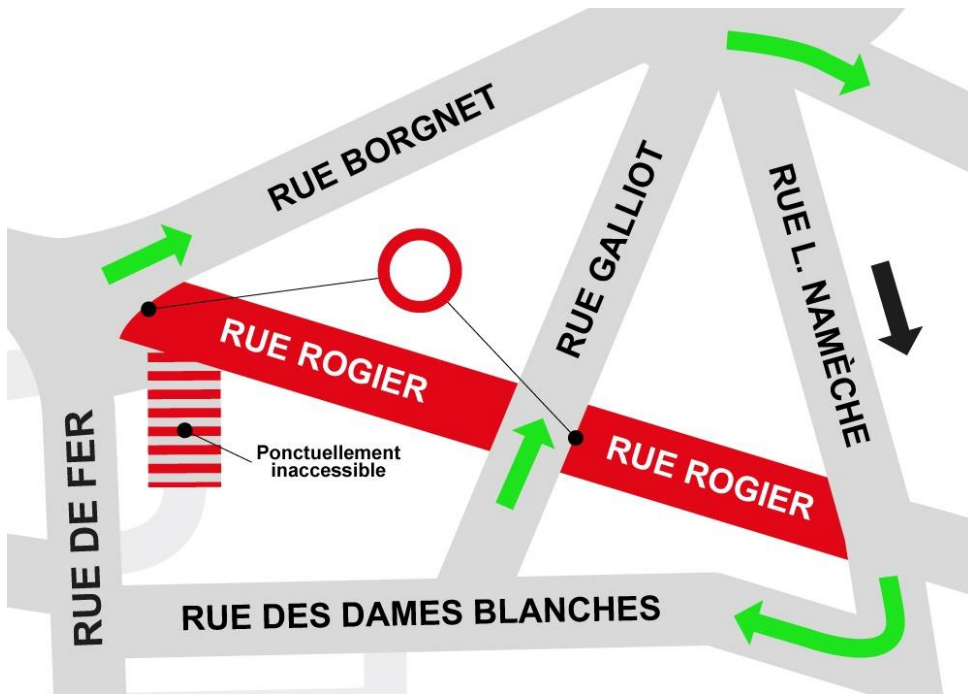 RUE BORGNET
RUE GALLIOT
RUE L. NAMÈCHE
RUE ROGIER
RUE ROGIER
Ponctuellement
inaccessible
RUE DE FER
RUE DES DAMES BLANCHES